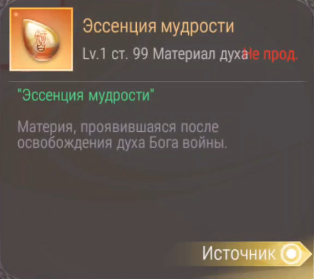 Эссенция мудрости
Lv.1 ст. 99 Материал духа Не прод.
"Эссенция мудрости"
Материя, проявившаяся после
освобождения духа Бога войны.
Источник